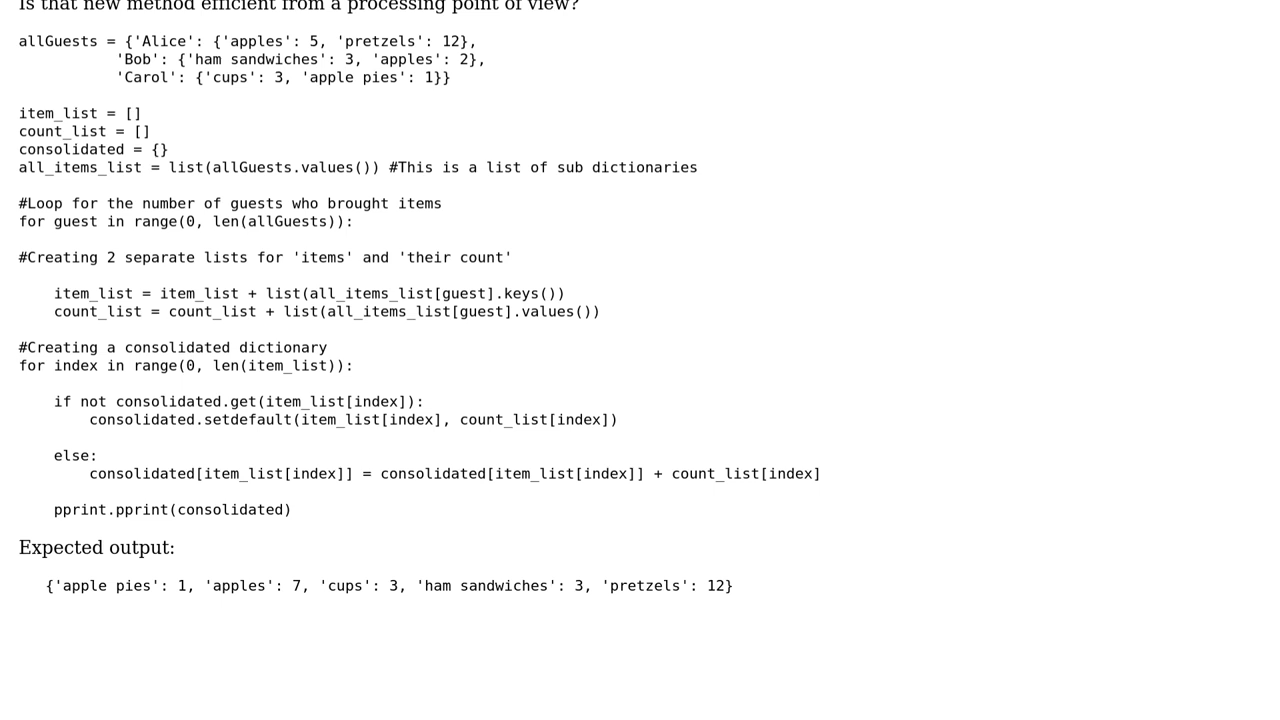 Is that new method efficient from a processing point of view?
allGuests = {'Alice': {'apples': 5, 'pretzels': 12},
           'Bob': {'ham sandwiches': 3, 'apples': 2},
           'Carol': {'cups': 3, 'apple pies': 1}}
item_list = []
count_list = []
consolidated = {}
all_items_list = list(allGuests.values()) #This is a list of sub dictionaries
#Loop for the number of guests who brought items
for guest in range(0, len(allGuests)):
#Creating 2 separate lists for 'items' and 'their count'
    item_list = item_list + list(all_items_list[guest].keys())
    count_list = count_list + list(all_items_list[guest].values())
#Creating a consolidated dictionary
for index in range(0, len(item_list)):
    if not consolidated.get(item_list[index]):
        consolidated.setdefault(item_list[index], count_list[index])
    else:
        consolidated[item_list[index]] = consolidated[item_list[index]] + count_list[index]
    pprint.pprint(consolidated)
Expected output:
   {'apple pies': 1, 'apples': 7, 'cups': 3, 'ham sandwiches': 3, 'pretzels': 12}